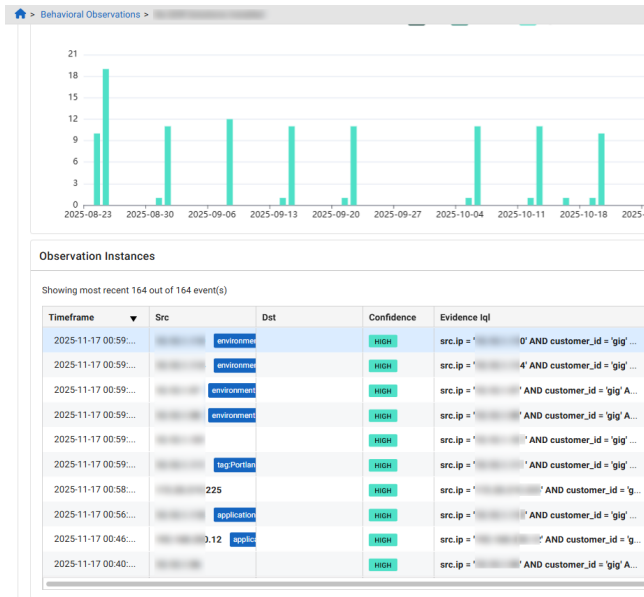 > Behavioral Observations >
21
18
15
12
9
6
3
0
2025-08-23 2025-08-30 2025-09-06 2025-09-13 2025-09-20 2025-09-27 2025-10-04 2025-10-11 2025-10-18 2025-
Observation Instances
Showing most recent 164 out of 164 event(s)
Timeframe ▼ Src Dst Confidence Evidence Iql
2025-11-17 00:59:... environme HIGH src.ip = ' 0' AND customer_id = 'gig' ...
2025-11-17 00:59:... environme HIGH src.ip = ' 4' AND customer_id = 'gig' ...
2025-11-17 00:59:... environment HIGH src.ip = ' ' AND customer_id = 'gig' A...
2025-11-17 00:59:... environment HIGH src.ip = ' ' AND customer_id = 'gig' A...
2025-11-17 00:59:... HIGH src.ip = ' ' AND customer_id = 'gig' ...
2025-11-17 00:59:... tag:Portlan HIGH src.ip = ' ' AND customer_id = 'gig' ...
2025-11-17 00:58:... 225 HIGH src.ip = ' ' AND customer_id = 'g...
2025-11-17 00:56:... application HIGH src.ip = ' ' AND customer_id = 'gig' ...
2025-11-17 00:46:... 0.12 applic HIGH src.ip = ' ' AND customer_id = 'g...
2025-11-17 00:40:... HIGH src.ip = ' ' AND customer_id = 'gig' A...